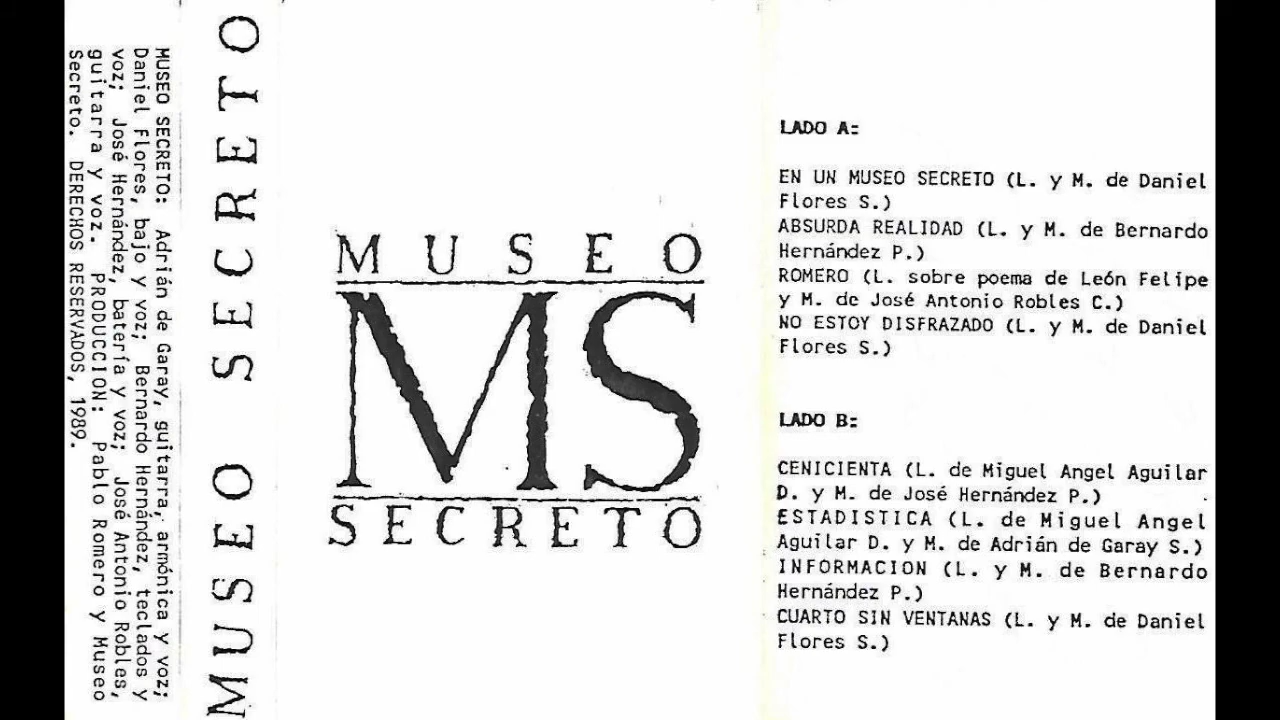 MUSEO SECRETO: Adrián de Garay, guitarra, armónica y voz;
Daniel Flores, bajo y voz; Bernardo Hernández, teclados y
voz; José Hernández, batería y voz; José Antonio Robles,
guitarra y voz. PRODUCCION: Pablo Romero y Museo
Secreto. DERECHOS RESERVADOS, 1989.
MUSEO SECRETO
MUSEO
MS
SECRETO
LADO A:
EN UN MUSEO SECRETO (L. y M. de Daniel
Flores S.)
ABSURDA REALIDAD (L. y M. de Bernardo
Hernández P.)
ROMERO (L. sobre poema de León Felipe
y M. de José Antonio Robles C.)
NO ESTOY DISFRAZADO (L. y M. de Daniel
Flores S.)
LADO B:
CENICIENTA (L. de Miguel Angel Aguilar
D. y M. de José Hernández P.)
ESTADISTICA (L. de Miguel Angel
Aguilar D. y M. de Adrián de Garay S.)
INFORMACION (L. y M. de Bernardo
Hernández P.)
CUARTO SIN VENTANAS (L. y M. de Daniel
Flores S.)